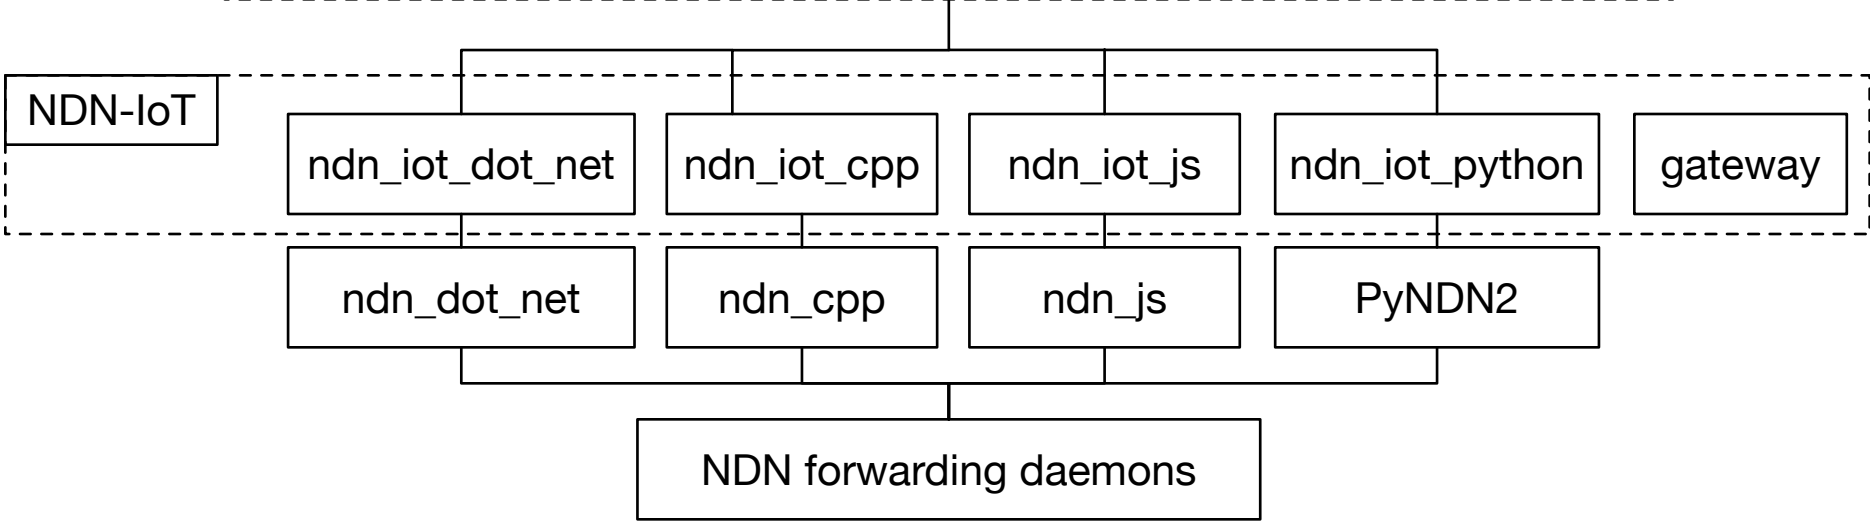 NDN-IoT
ndn_iot_dot_net
ndn_iot_cpp
ndn_iot_js
ndn_iot_python
gateway
ndn_dot_net
ndn_cpp
ndn_js
PyNDN2
NDN forwarding daemons